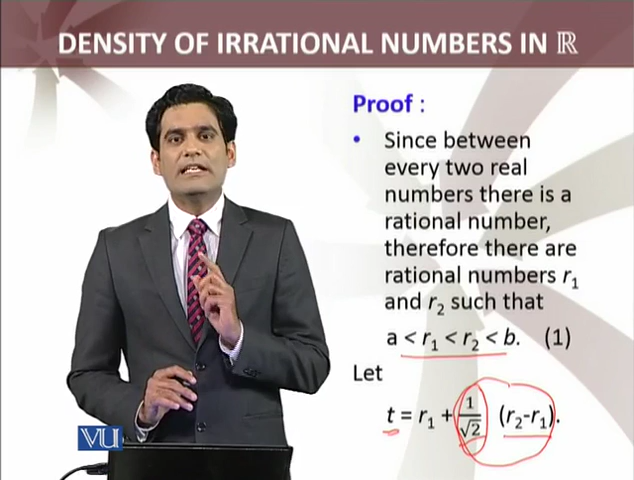 DENSITY OF IRRATIONAL NUMBERS IN ℝ
Proof :
• Since between
every two real
numbers there is a
rational number,
therefore there are
rational numbers r₁
and r₂ such that
a < r₁ < r₂ < b. (1)
Let
t = r₁ + 1/√2 (r₂-r₁).
VU